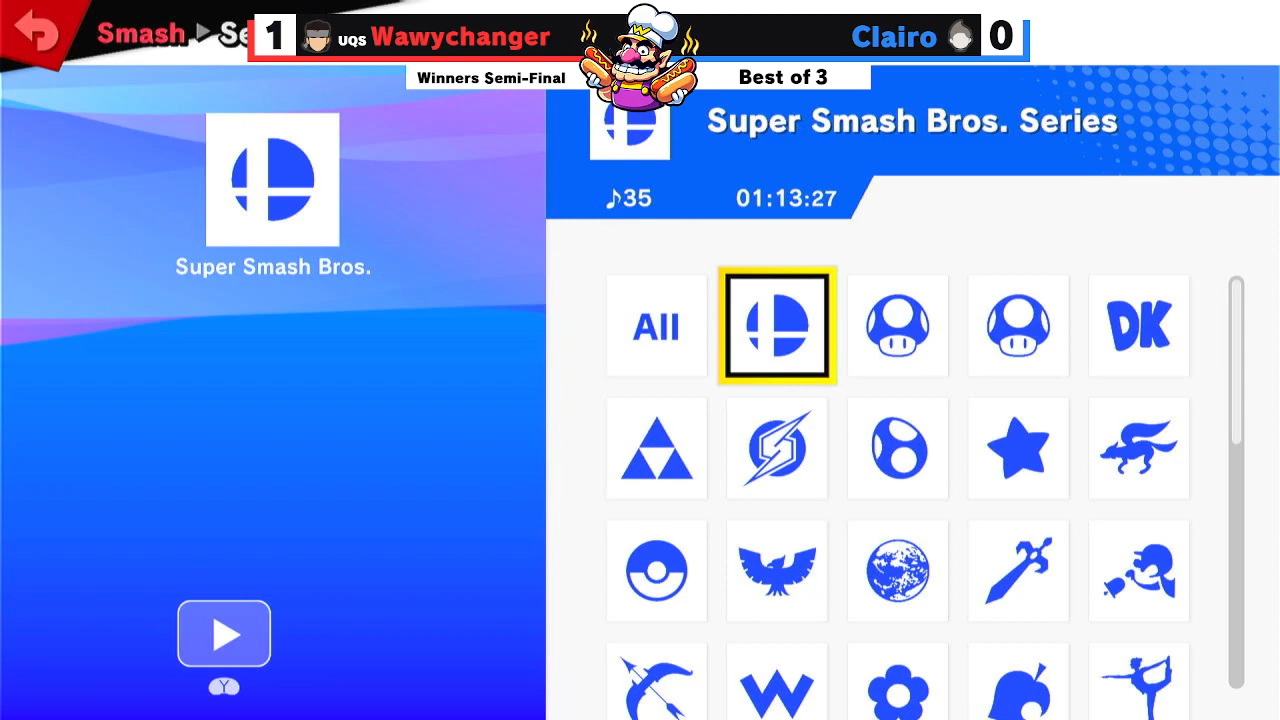 Smash ▶ Se
1 UQS Wawychanger
Clairo 0
Winners Semi-Final
Best of 3
Super Smash Bros. Series
♪35 01:13:27
Super Smash Bros.
All
DK
Y